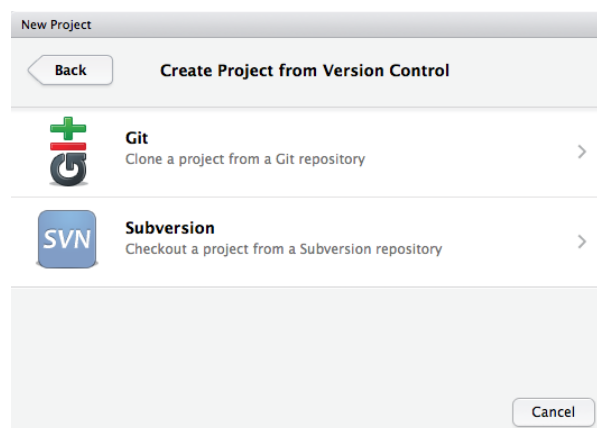 New Project
Back
Create Project from Version Control
Git
Clone a project from a Git repository
SVN
Subversion
Checkout a project from a Subversion repository
Cancel